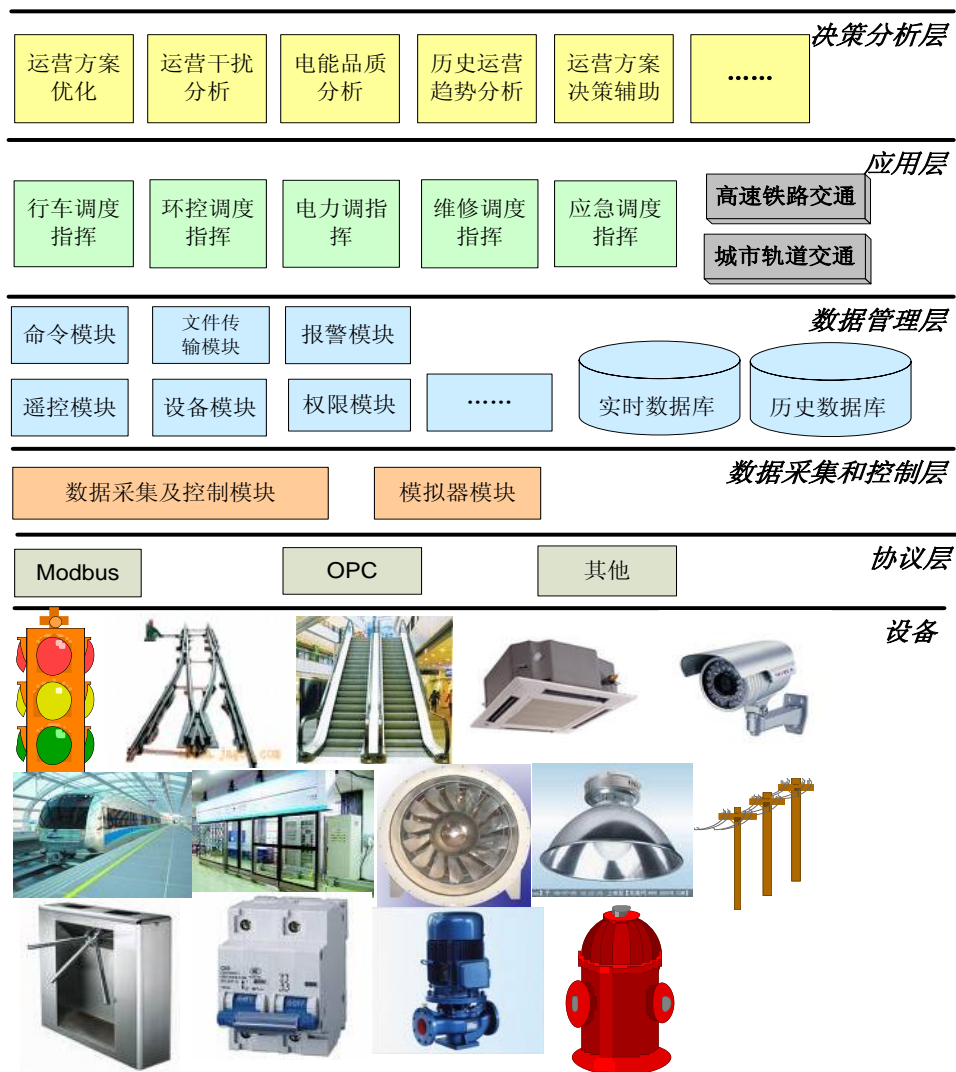 决策分析层
运营方案
优化
运营干扰
分析
电能品质
分析
历史运营
趋势分析
运营方案
决策辅助
……
应用层
行车调度
指挥
环控调度
指挥
电力调指
挥
维修调度
指挥
应急调度
指挥
高速铁路交通
城市轨道交通
数据管理层
命令模块
文件传
输模块
报警模块
遥控模块
设备模块
权限模块
……
实时数据库
历史数据库
数据采集和控制层
数据采集及控制模块
模拟器模块
协议层
Modbus
OPC
其他
设备